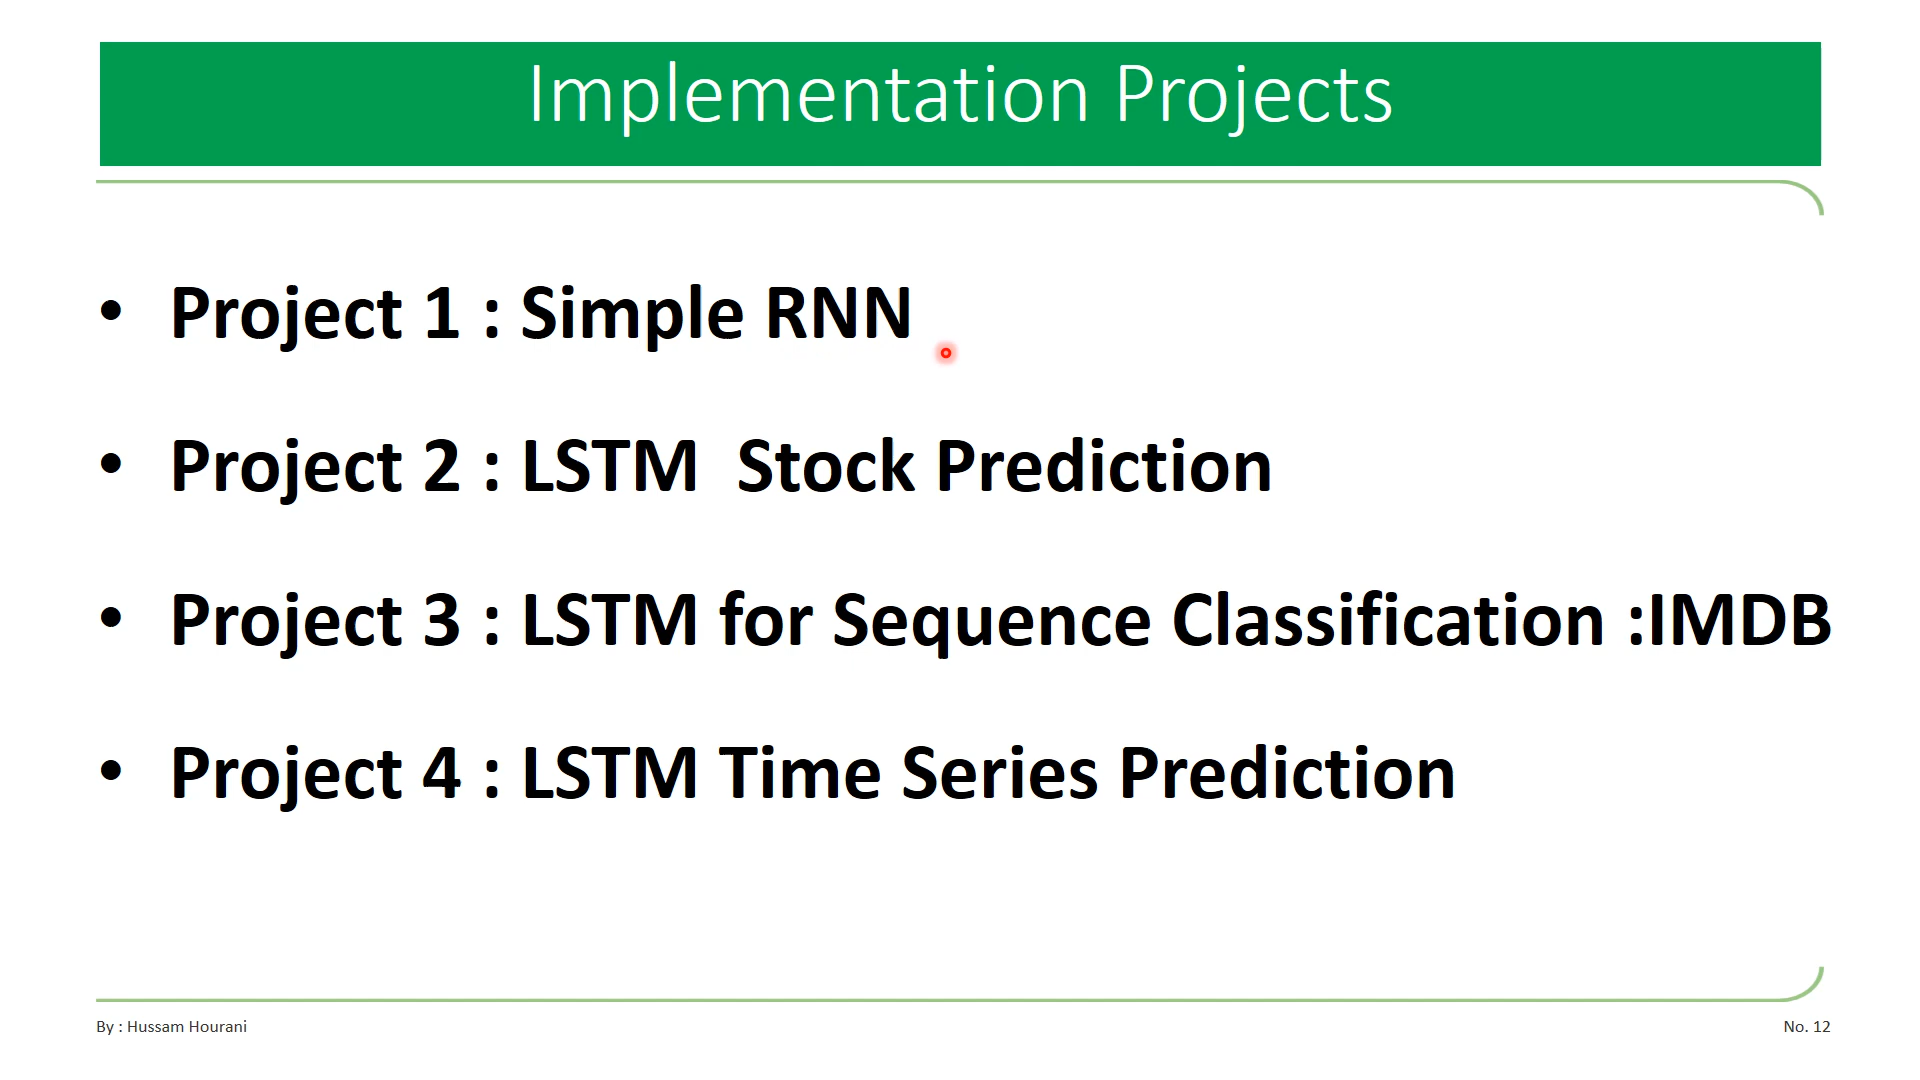 Implementation Projects
• Project 1 : Simple RNN
• Project 2 : LSTM  Stock Prediction
• Project 3 : LSTM for Sequence Classification :IMDB
• Project 4 : LSTM Time Series Prediction
By : Hussam Hourani
No. 12